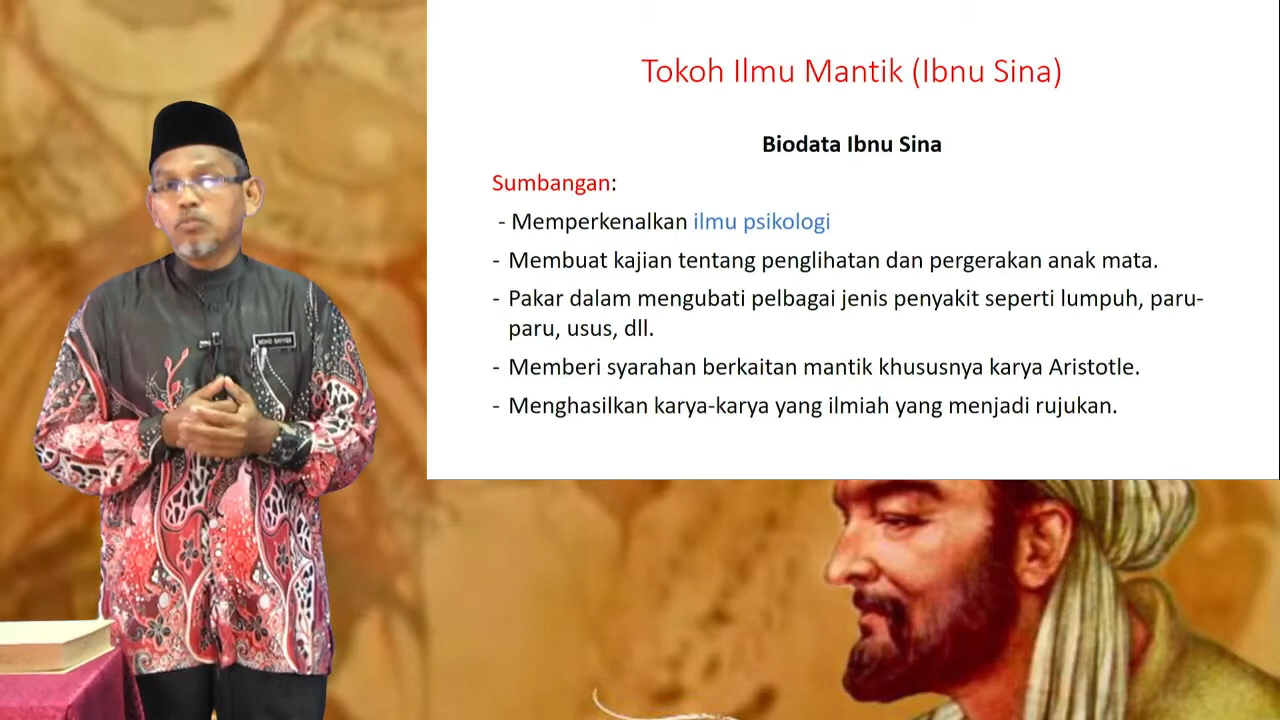 Tokoh Ilmu Mantik (Ibnu Sina)
Biodata Ibnu Sina
Sumbangan:
- Memperkenalkan ilmu psikologi
- Membuat kajian tentang penglihatan dan pergerakan anak mata.
- Pakar dalam mengubati pelbagai jenis penyakit seperti lumpuh, paru-
paru, usus, dll.
- Memberi syarahan berkaitan mantik khususnya karya Aristotle.
- Menghasilkan karya-karya yang ilmiah yang menjadi rujukan.
MOHD